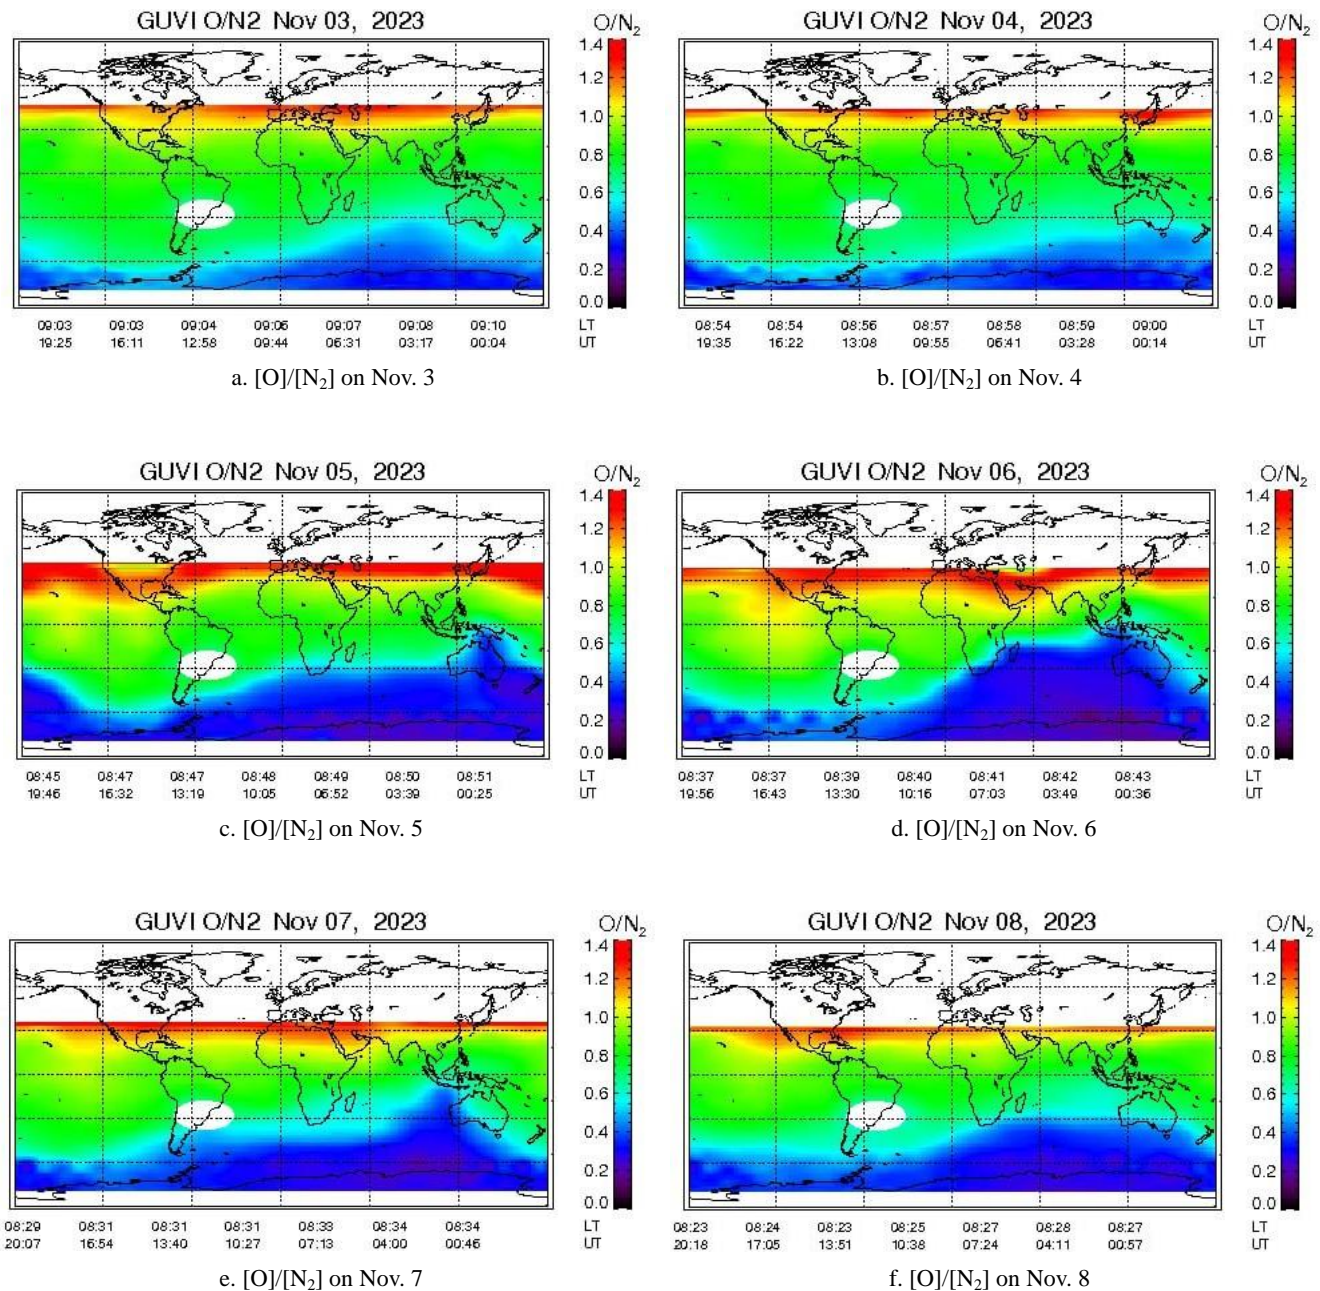 GUVI O/N2 Nov 03, 2023
O/N₂
1.4
1.2
1.0
0.8
0.6
0.4
0.2
0.0
09:03 09:03 09:04 09:06 09:07 09:08 09:10 LT
19:25 16:11 12:58 09:44 06:31 03:17 00:04 UT
a. [O]/[N₂] on Nov. 3
GUVI O/N2 Nov 04, 2023
O/N₂
1.4
1.2
1.0
0.8
0.6
0.4
0.2
0.0
08:54 08:54 08:56 08:57 08:58 08:59 09:00 LT
19:35 16:22 13:08 09:55 06:41 03:28 00:14 UT
b. [O]/[N₂] on Nov. 4
GUVI O/N2 Nov 05, 2023
O/N₂
1.4
1.2
1.0
0.8
0.6
0.4
0.2
0.0
08:45 08:47 08:47 08:48 08:49 08:50 08:51 LT
19:46 16:32 13:19 10:05 06:52 03:39 00:25 UT
c. [O]/[N₂] on Nov. 5
GUVI O/N2 Nov 06, 2023
O/N₂
1.4
1.2
1.0
0.8
0.6
0.4
0.2
0.0
08:37 08:37 08:39 08:40 08:41 08:42 08:43 LT
19:56 16:43 13:30 10:16 07:03 03:49 00:36 UT
d. [O]/[N₂] on Nov. 6
GUVI O/N2 Nov 07, 2023
O/N₂
1.4
1.2
1.0
0.8
0.6
0.4
0.2
0.0
08:29 08:31 08:31 08:31 08:33 08:34 08:34 LT
20:07 16:54 13:40 10:27 07:13 04:00 00:46 UT
e. [O]/[N₂] on Nov. 7
GUVI O/N2 Nov 08, 2023
O/N₂
1.4
1.2
1.0
0.8
0.6
0.4
0.2
0.0
08:23 08:24 08:23 08:25 08:27 08:28 08:27 LT
20:18 17:05 13:51 10:38 07:24 04:11 00:57 UT
f. [O]/[N₂] on Nov. 8